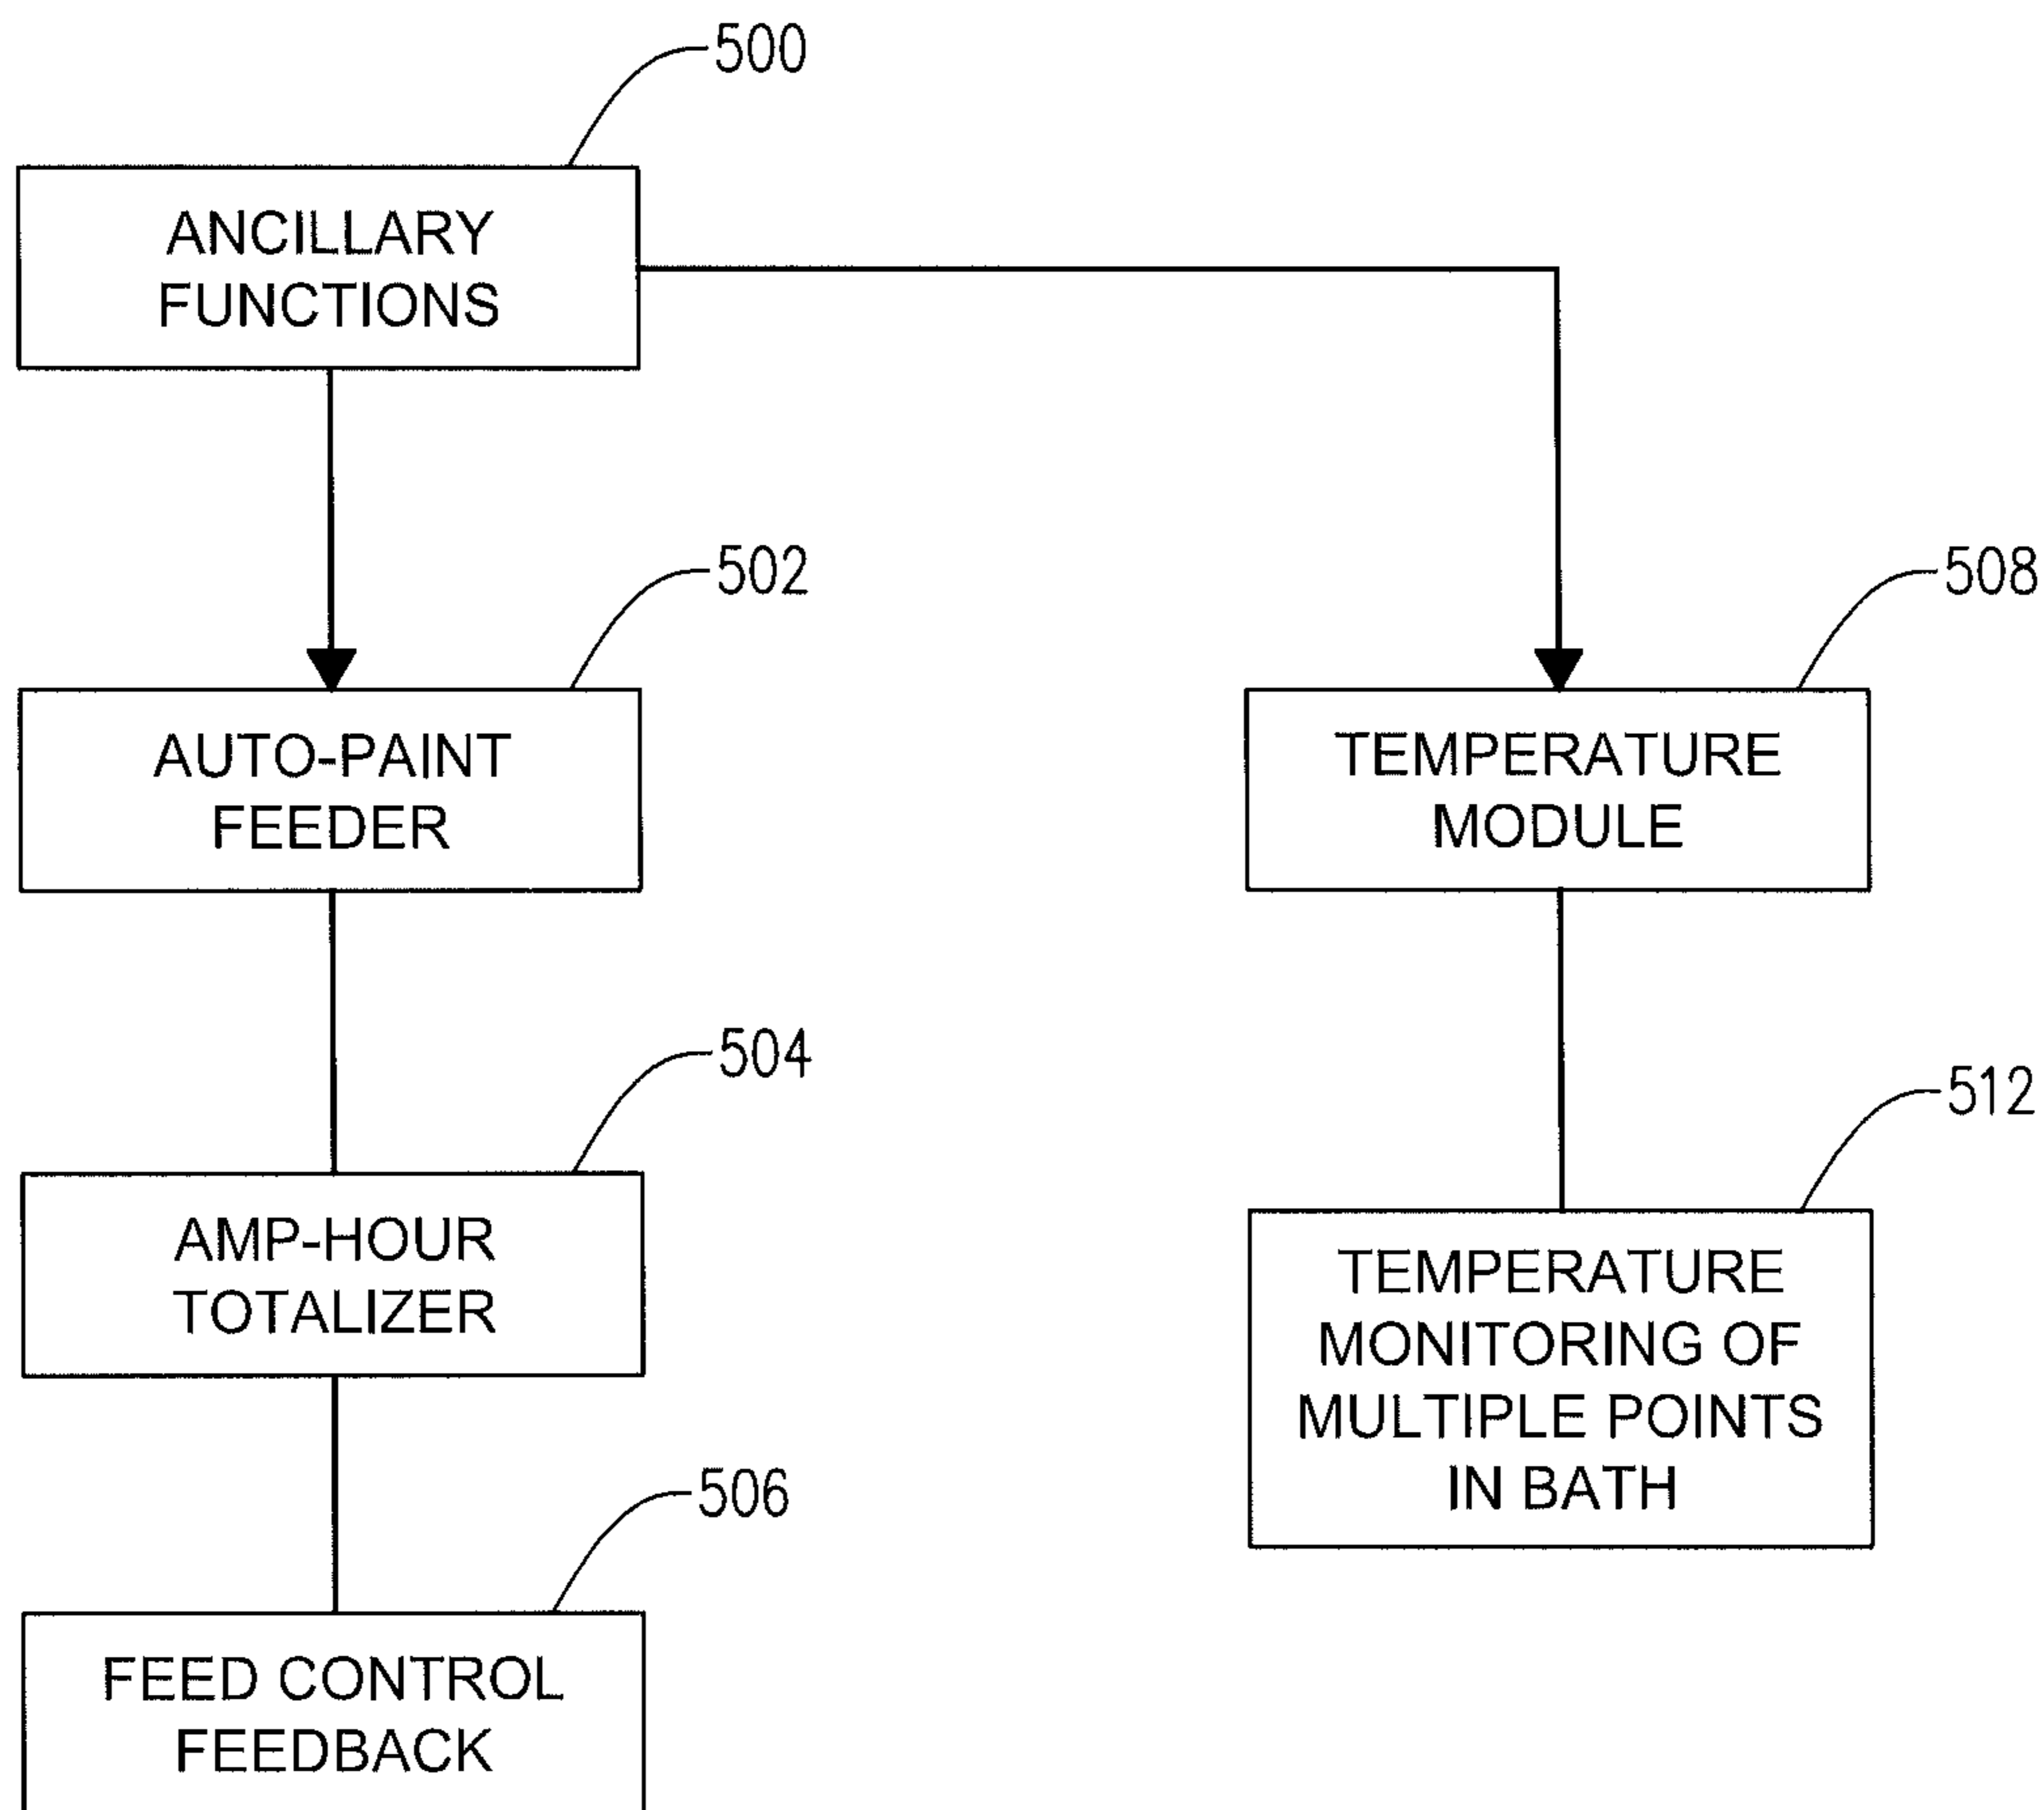 500
ANCILLARY
FUNCTIONS
502
AUTO-PAINT
FEEDER
508
TEMPERATURE
MODULE
504
AMP-HOUR
TOTALIZER
512
TEMPERATURE
MONITORING OF
MULTIPLE POINTS
IN BATH
506
FEED CONTROL
FEEDBACK